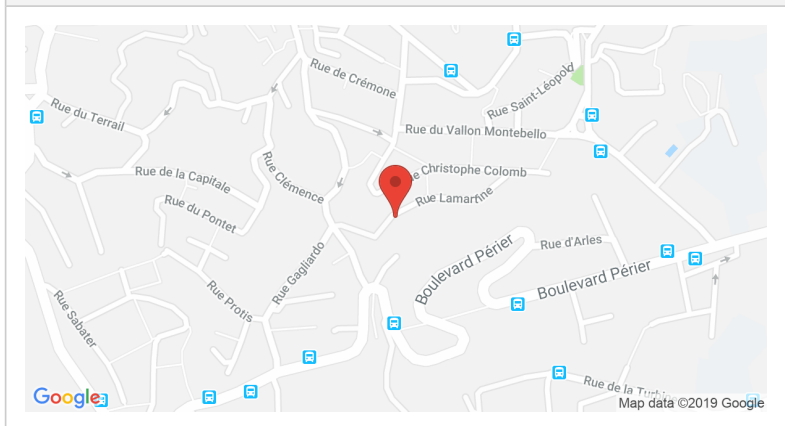 Rue de Crémone
Rue Saint-Léopold
Rue du Terrail
Rue du Vallon Montebello
Rue de la Capitale
Rue Clémence
Christophe Colomb
Rue Lamartine
Rue du Pontet
Boulevard Périer
Rue d'Arles
Rue Gagliardo
Boulevard Périer
Rue Protis
Rue Sabater
Rue de la
Google
Map data ©2019 Google